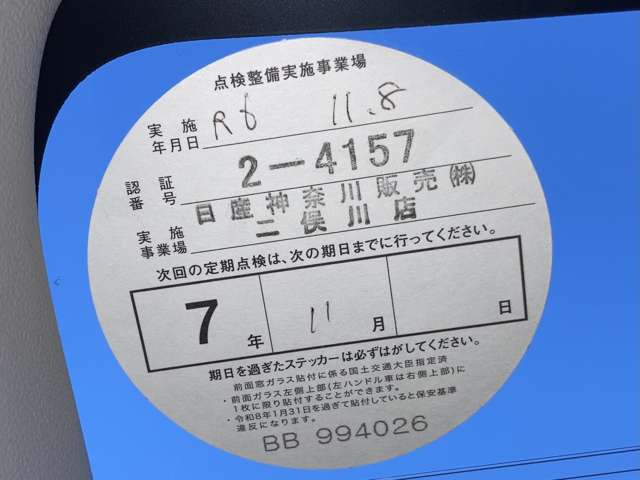 点検整備実施事業場
実施年月日 R6 11.8
認証番号 2-4157
実施事業場 日産神奈川販売(株)
二俣川店
次回の定期点検は、次の期日までに行ってください。
7年 11月 日
期日を過ぎたステッカーは必ずはがしてください。
前面窓ガラス貼付に係る国土交通大臣指定済
・前面ガラス左側上部(左ハンドル車は右側上部)に
1枚に限り貼付することができます。
・令和8年1月31日を過ぎて貼付していると保安基準
違反になります。
BB 994026